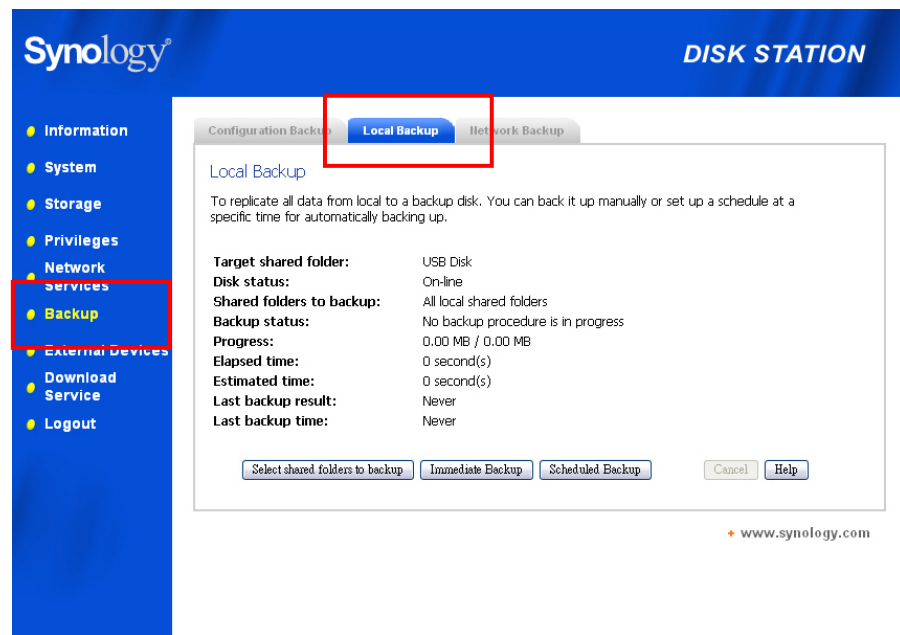 Synology®
DISK STATION
Information
System
Storage
Privileges
Network
Services
Backup
External Devices
Download
Service
Logout
Configuration Backup
Local Backup
Network Backup
Local Backup
To replicate all data from local to a backup disk. You can back it up manually or set up a schedule at a
specific time for automatically backing up.
Target shared folder: USB Disk
Disk status: On-line
Shared folders to backup: All local shared folders
Backup status: No backup procedure is in progress
Progress: 0.00 MB / 0.00 MB
Elapsed time: 0 second(s)
Estimated time: 0 second(s)
Last backup result: Never
Last backup time: Never
Select shared folders to backup
Immediate Backup
Scheduled Backup
Cancel
Help
www.synology.com